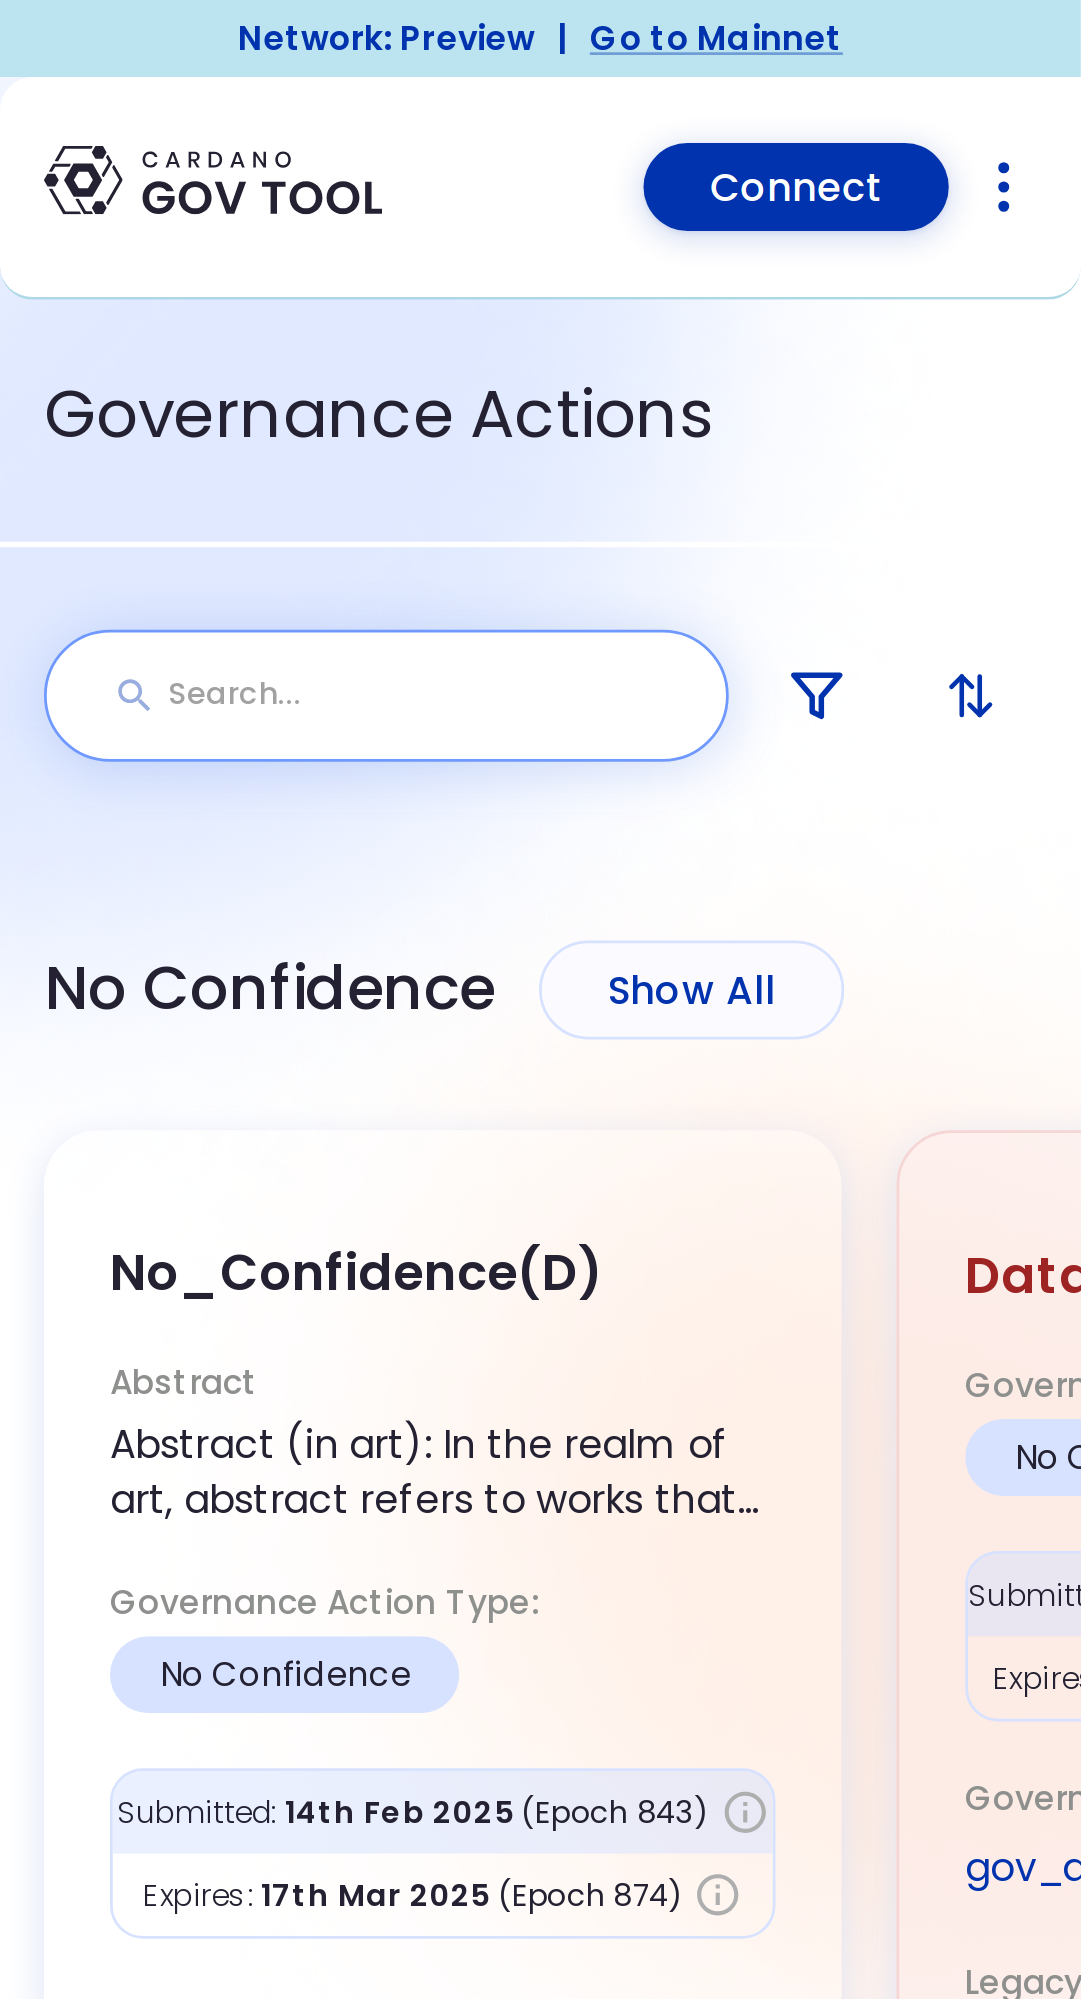 Network: Preview | Go to Mainnet
CARDANO
GOV TOOL
Connect
Governance Actions
Search...
No Confidence
Show All
No_Confidence(D)
Abstract
Abstract (in art): In the realm of
art, abstract refers to works that...
Governance Action Type:
No Confidence
Submitted: 14th Feb 2025 (Epoch 843)
Expires: 17th Mar 2025 (Epoch 874)
Data
Govern
No C
Submitt
Expires
Govern
gov_a
Legacy